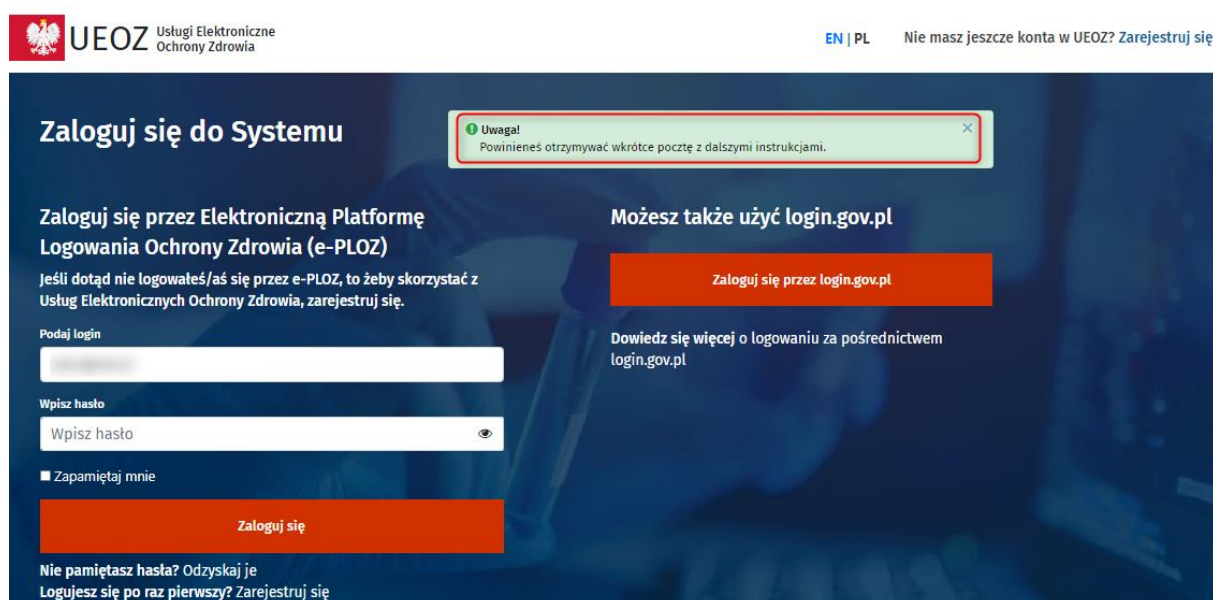 UEOZ Usługi Elektroniczne
Ochrony Zdrowia
EN | PL
Nie masz jeszcze konta w UEOZ? Zarejestruj się
Zaloguj się do Systemu
Uwaga!
Powinieneś otrzymywać wkrótce pocztę z dalszymi instrukcjami.
Zaloguj się przez Elektroniczną Platformę
Logowania Ochrony Zdrowia (e-PLOZ)
Jeśli dotąd nie logowałeś/aś się przez e-PLOZ, to żeby skorzystać z
Usług Elektronicznych Ochrony Zdrowia, zarejestruj się.
Podaj login
Wpisz hasło
Wpisz hasło
Zapamiętaj mnie
Zaloguj się
Nie pamiętasz hasła? Odzyskaj je
Logujesz się po raz pierwszy? Zarejestruj się
Możesz także użyć login.gov.pl
Zaloguj się przez login.gov.pl
Dowiedz się więcej o logowaniu za pośrednictwem
login.gov.pl